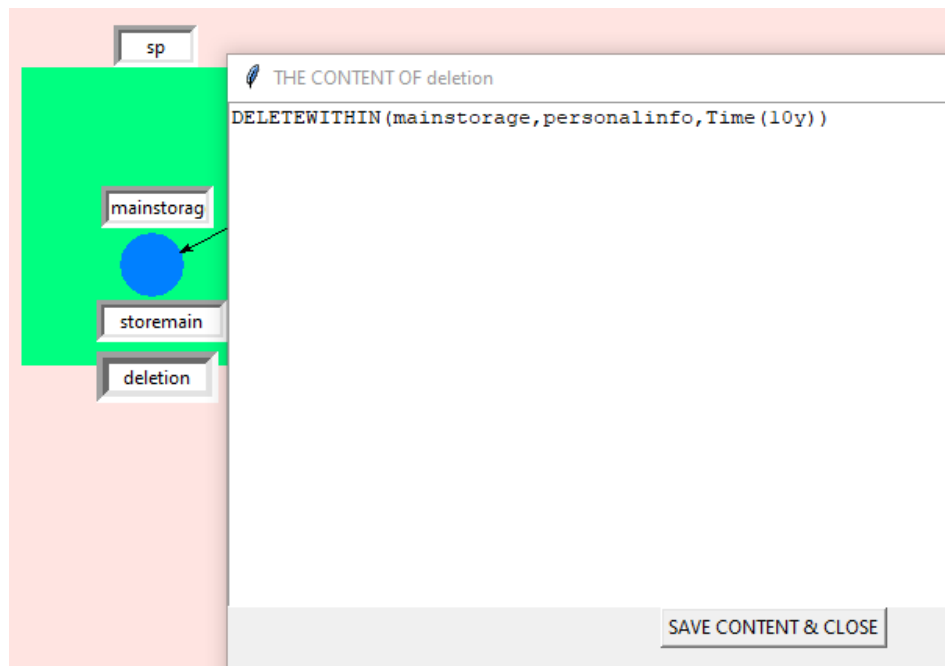 sp
THE CONTENT OF deletion
DELETEWITHIN(mainstorage,personalinfo,Time(10y))
mainstorag
storemain
deletion
SAVE CONTENT & CLOSE